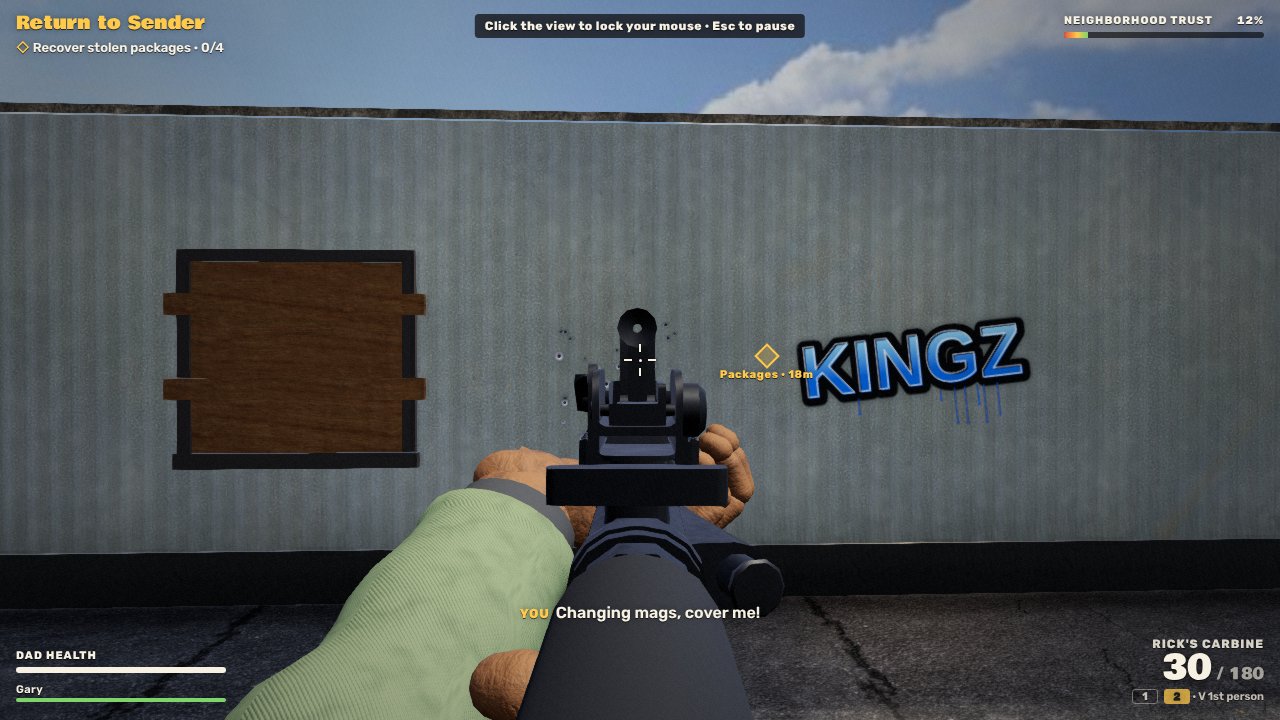 Return to Sender
Recover stolen packages • 0/4
Click the view to lock your mouse • Esc to pause
NEIGHBORHOOD TRUST 12%
KINGZ
Packages • 18m
YOU Changing mags, cover me!
DAD HEALTH
Gary
RICK'S CARBINE
30 / 180
1 2 • V 1st person